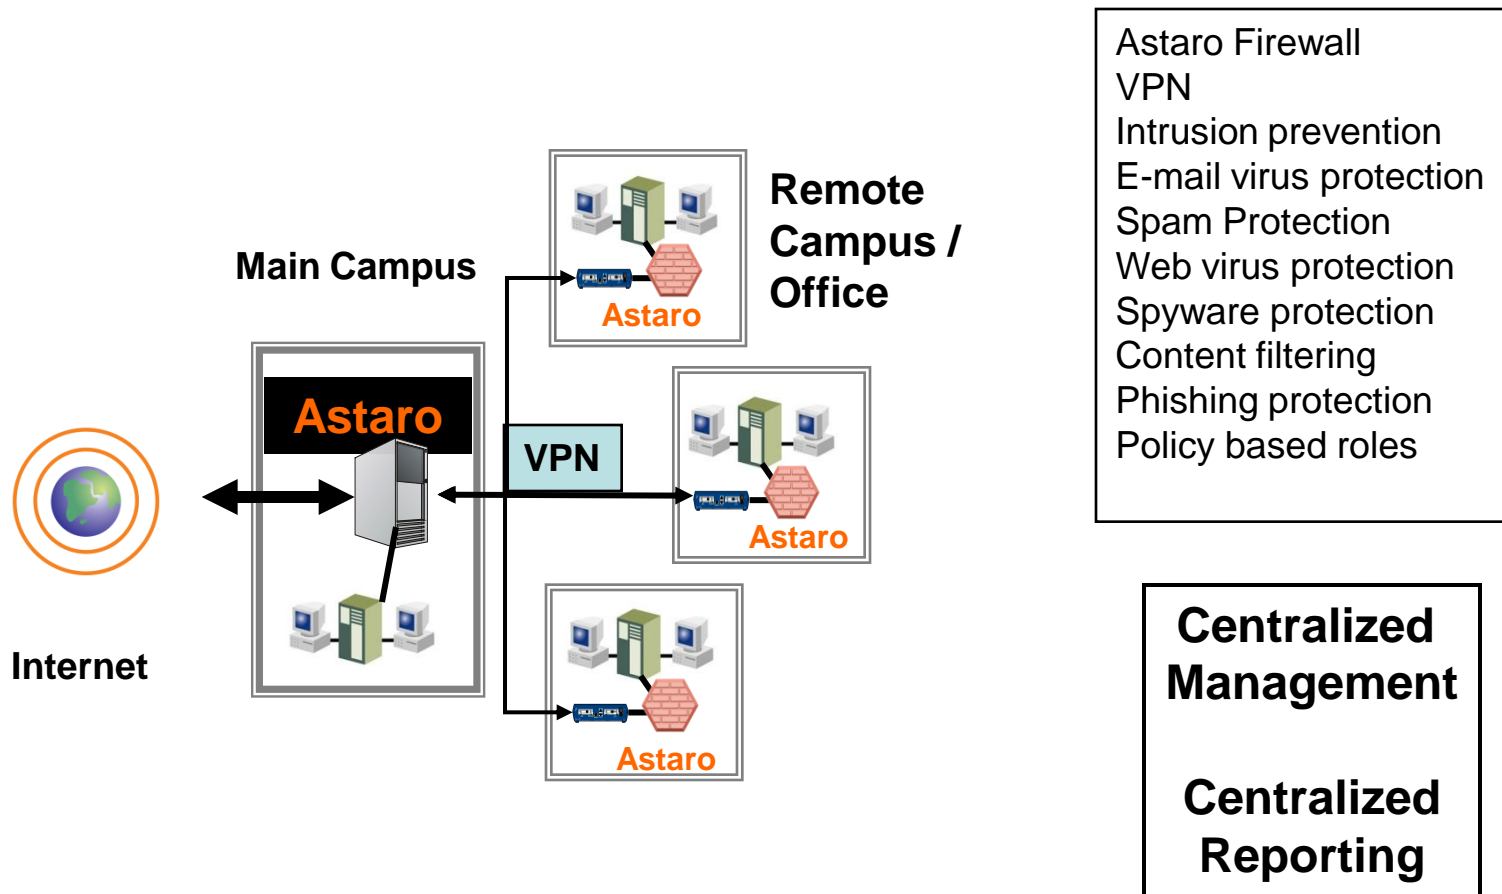 Main Campus
Remote
Campus /
Office
Astaro
Astaro
VPN
Astaro
Astaro
Internet
Astaro Firewall
VPN
Intrusion prevention
E-mail virus protection
Spam Protection
Web virus protection
Spyware protection
Content filtering
Phishing protection
Policy based roles
Centralized
Management
Centralized
Reporting